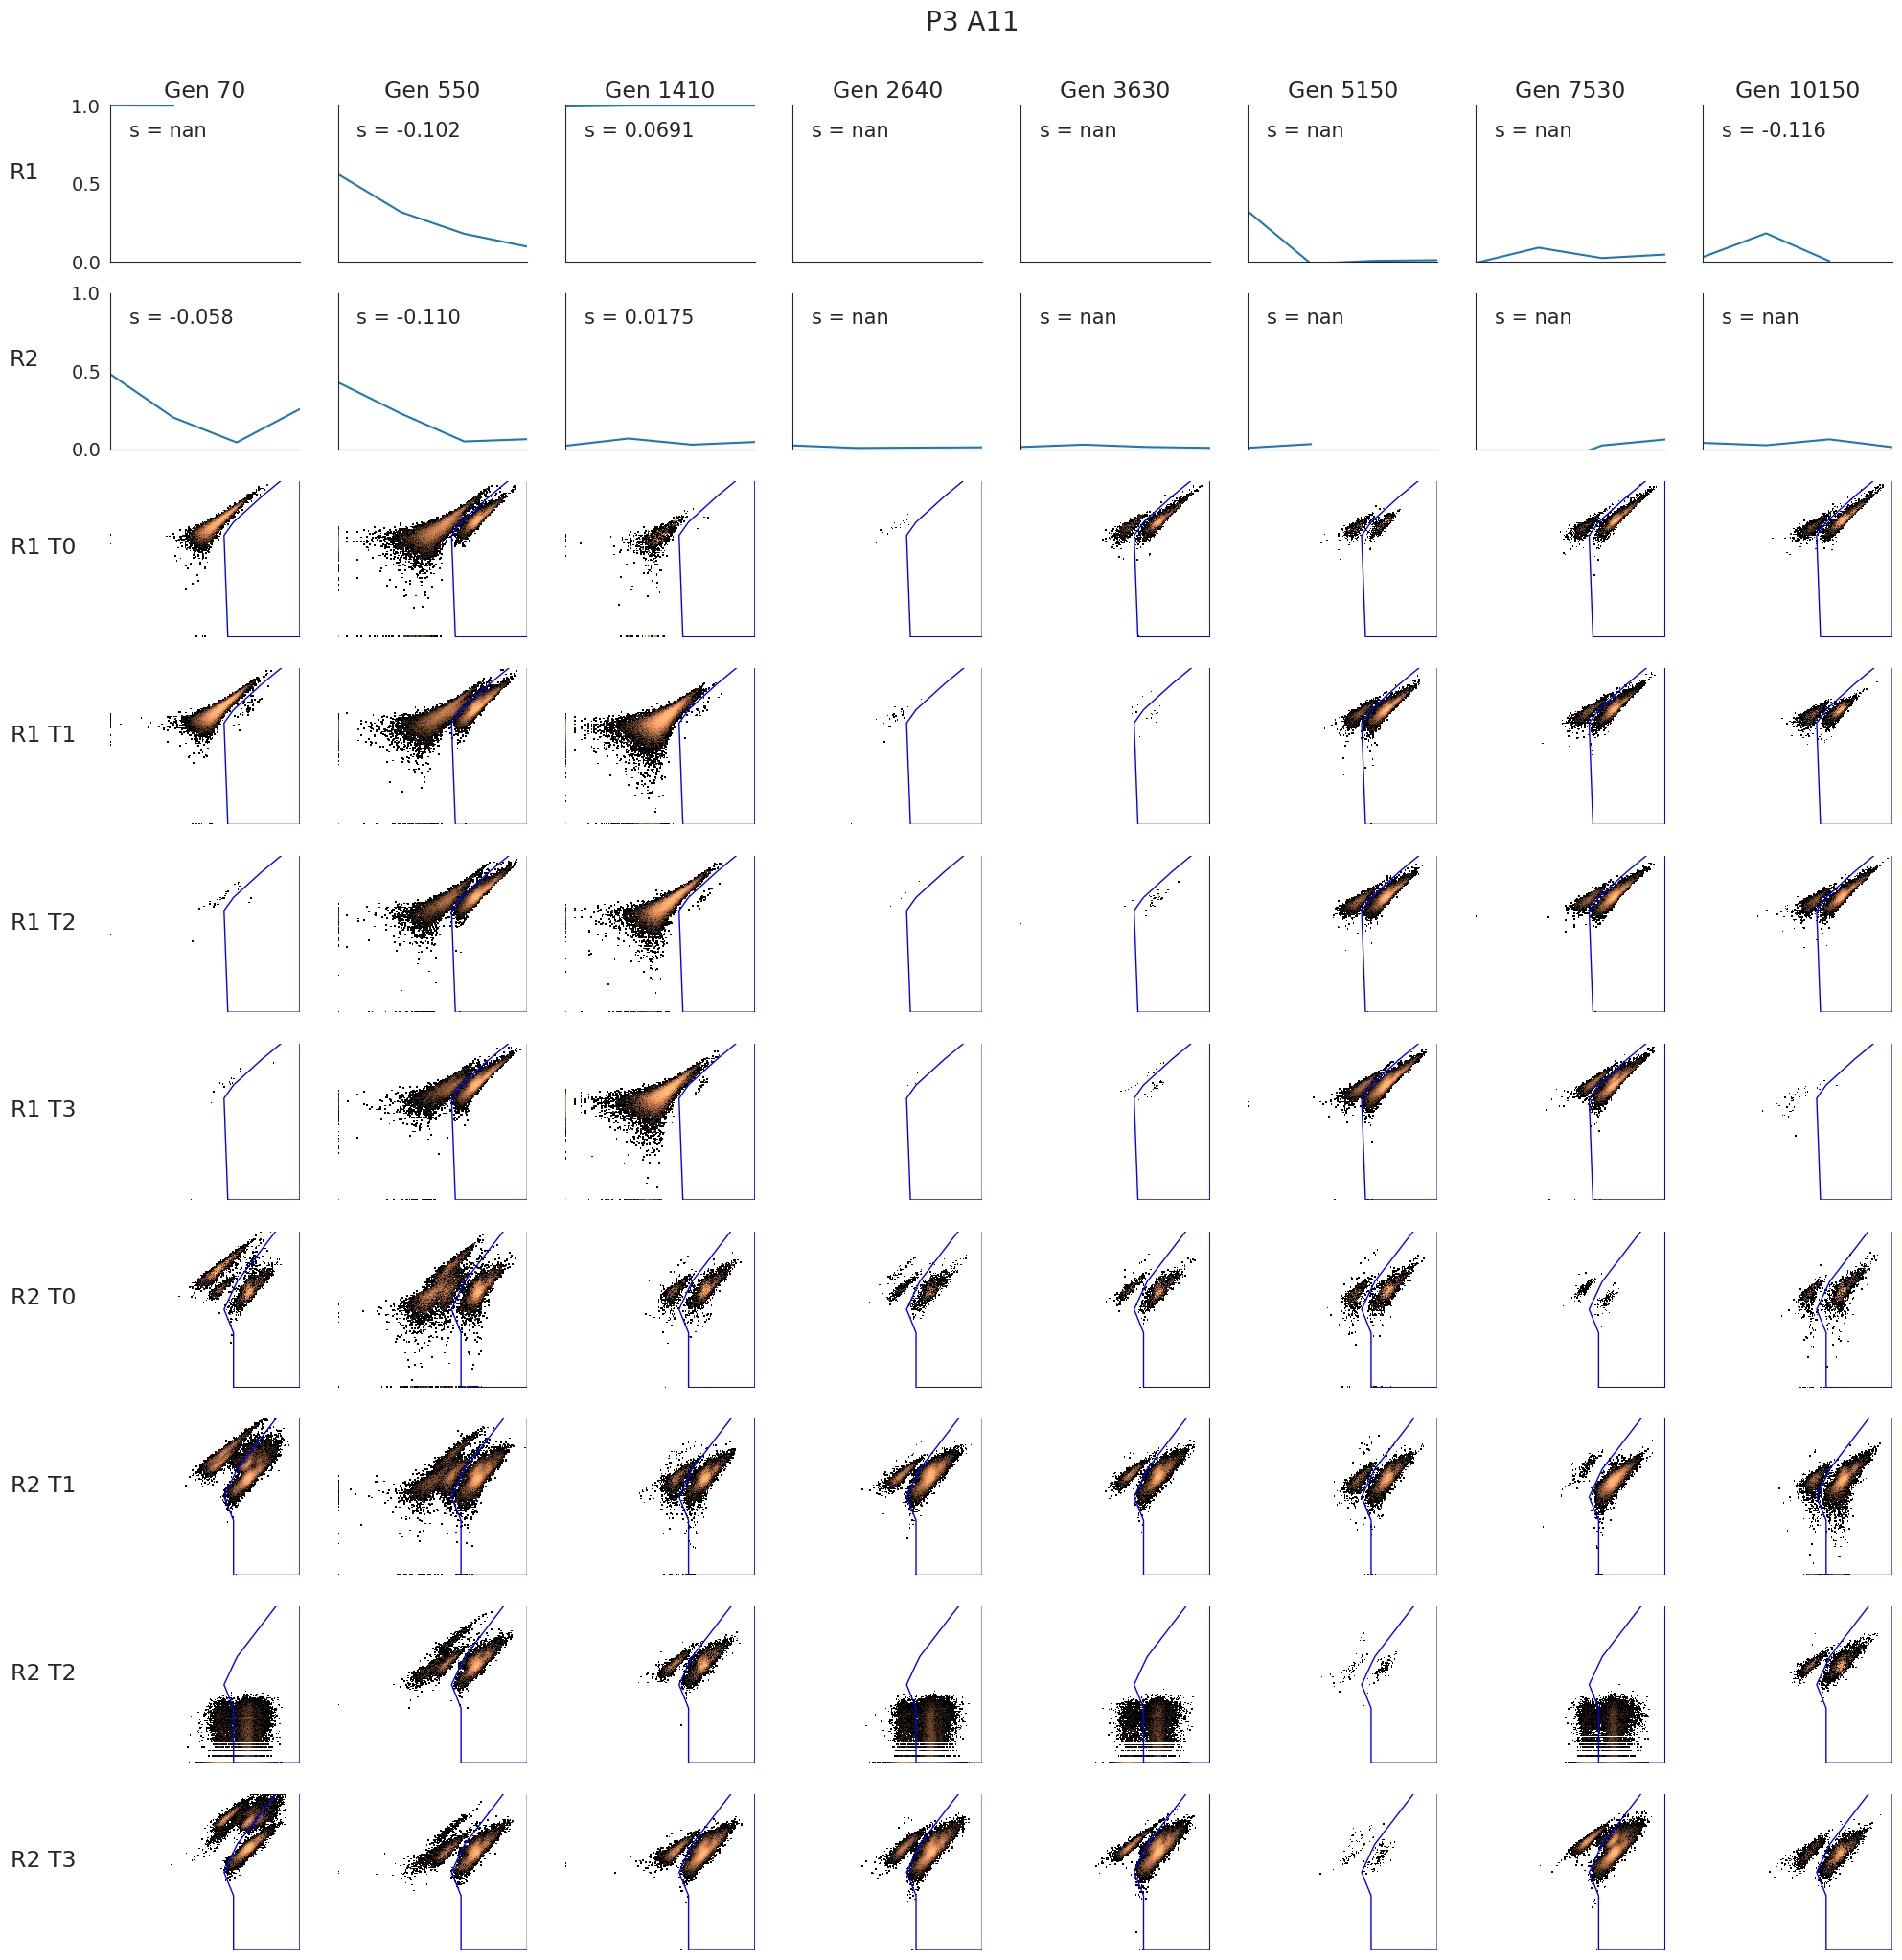 P3 A11
Gen 70 Gen 550 Gen 1410 Gen 2640 Gen 3630 Gen 5150 Gen 7530 Gen 10150
1.0
s = nan s = -0.102 s = 0.0691 s = nan s = nan s = nan s = nan s = -0.116
R1
0.5
0.0
1.0
s = -0.058 s = -0.110 s = 0.0175 s = nan s = nan s = nan s = nan s = nan
R2
0.5
0.0
R1 T0
R1 T1
R1 T2
R1 T3
R2 T0
R2 T1
R2 T2
R2 T3